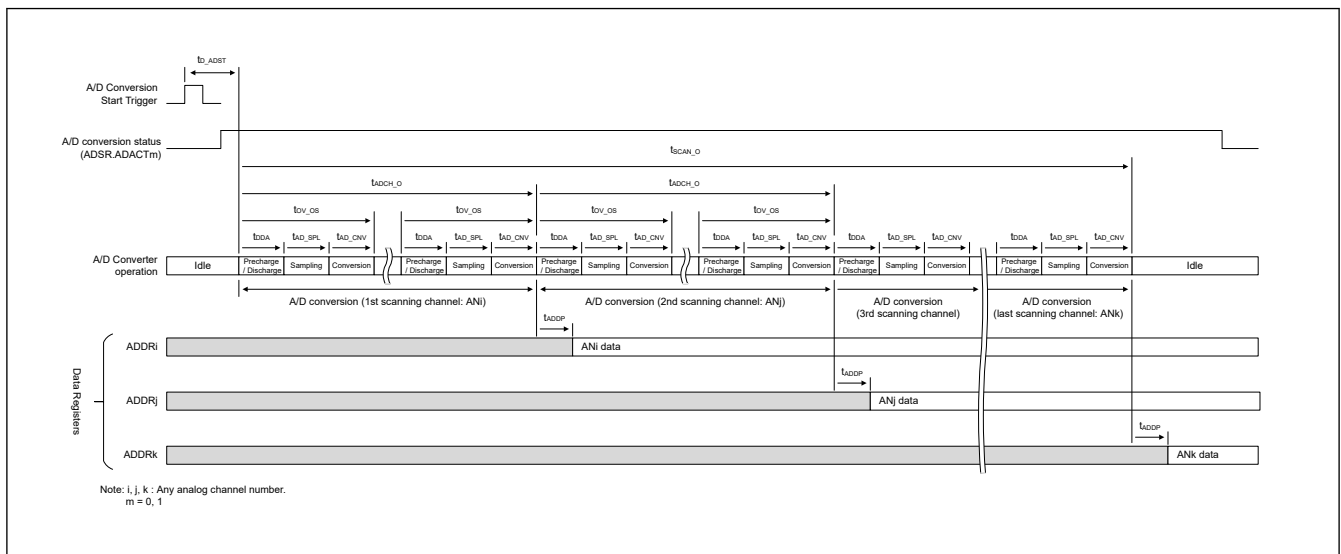 tD_ADST
A/D Conversion
Start Trigger
A/D conversion status
(ADSR.ADACTm)
tSCAN_O
tADCH_O tADCH_O
tOV_OS tOV_OS tOV_OS tOV_OS
tDDA tAD_SPL tAD_CNV tDDA tAD_SPL tAD_CNV tDDA tAD_SPL tAD_CNV tDDA tAD_SPL tAD_CNV tDDA tAD_SPL tAD_CNV tDDA tAD_SPL tAD_CNV
A/D Converter
operation
Idle
Precharge
/ Discharge
Sampling
Conversion
Precharge
/ Discharge
Sampling
Conversion
Precharge
/ Discharge
Sampling
Conversion
Precharge
/ Discharge
Sampling
Conversion
Precharge
/ Discharge
Sampling
Conversion
Precharge
/ Discharge
Sampling
Conversion
Idle
A/D conversion (1st scanning channel: ANi)
A/D conversion (2nd scanning channel: ANj)
A/D conversion
(3rd scanning channel)
A/D conversion
(last scanning channel: ANk)
tADDP
ADDRi
ANi data
tADDP
Data Registers
ADDRj
ANj data
tADDP
ADDRk
ANk data
Note: i, j, k : Any analog channel number.
m = 0, 1